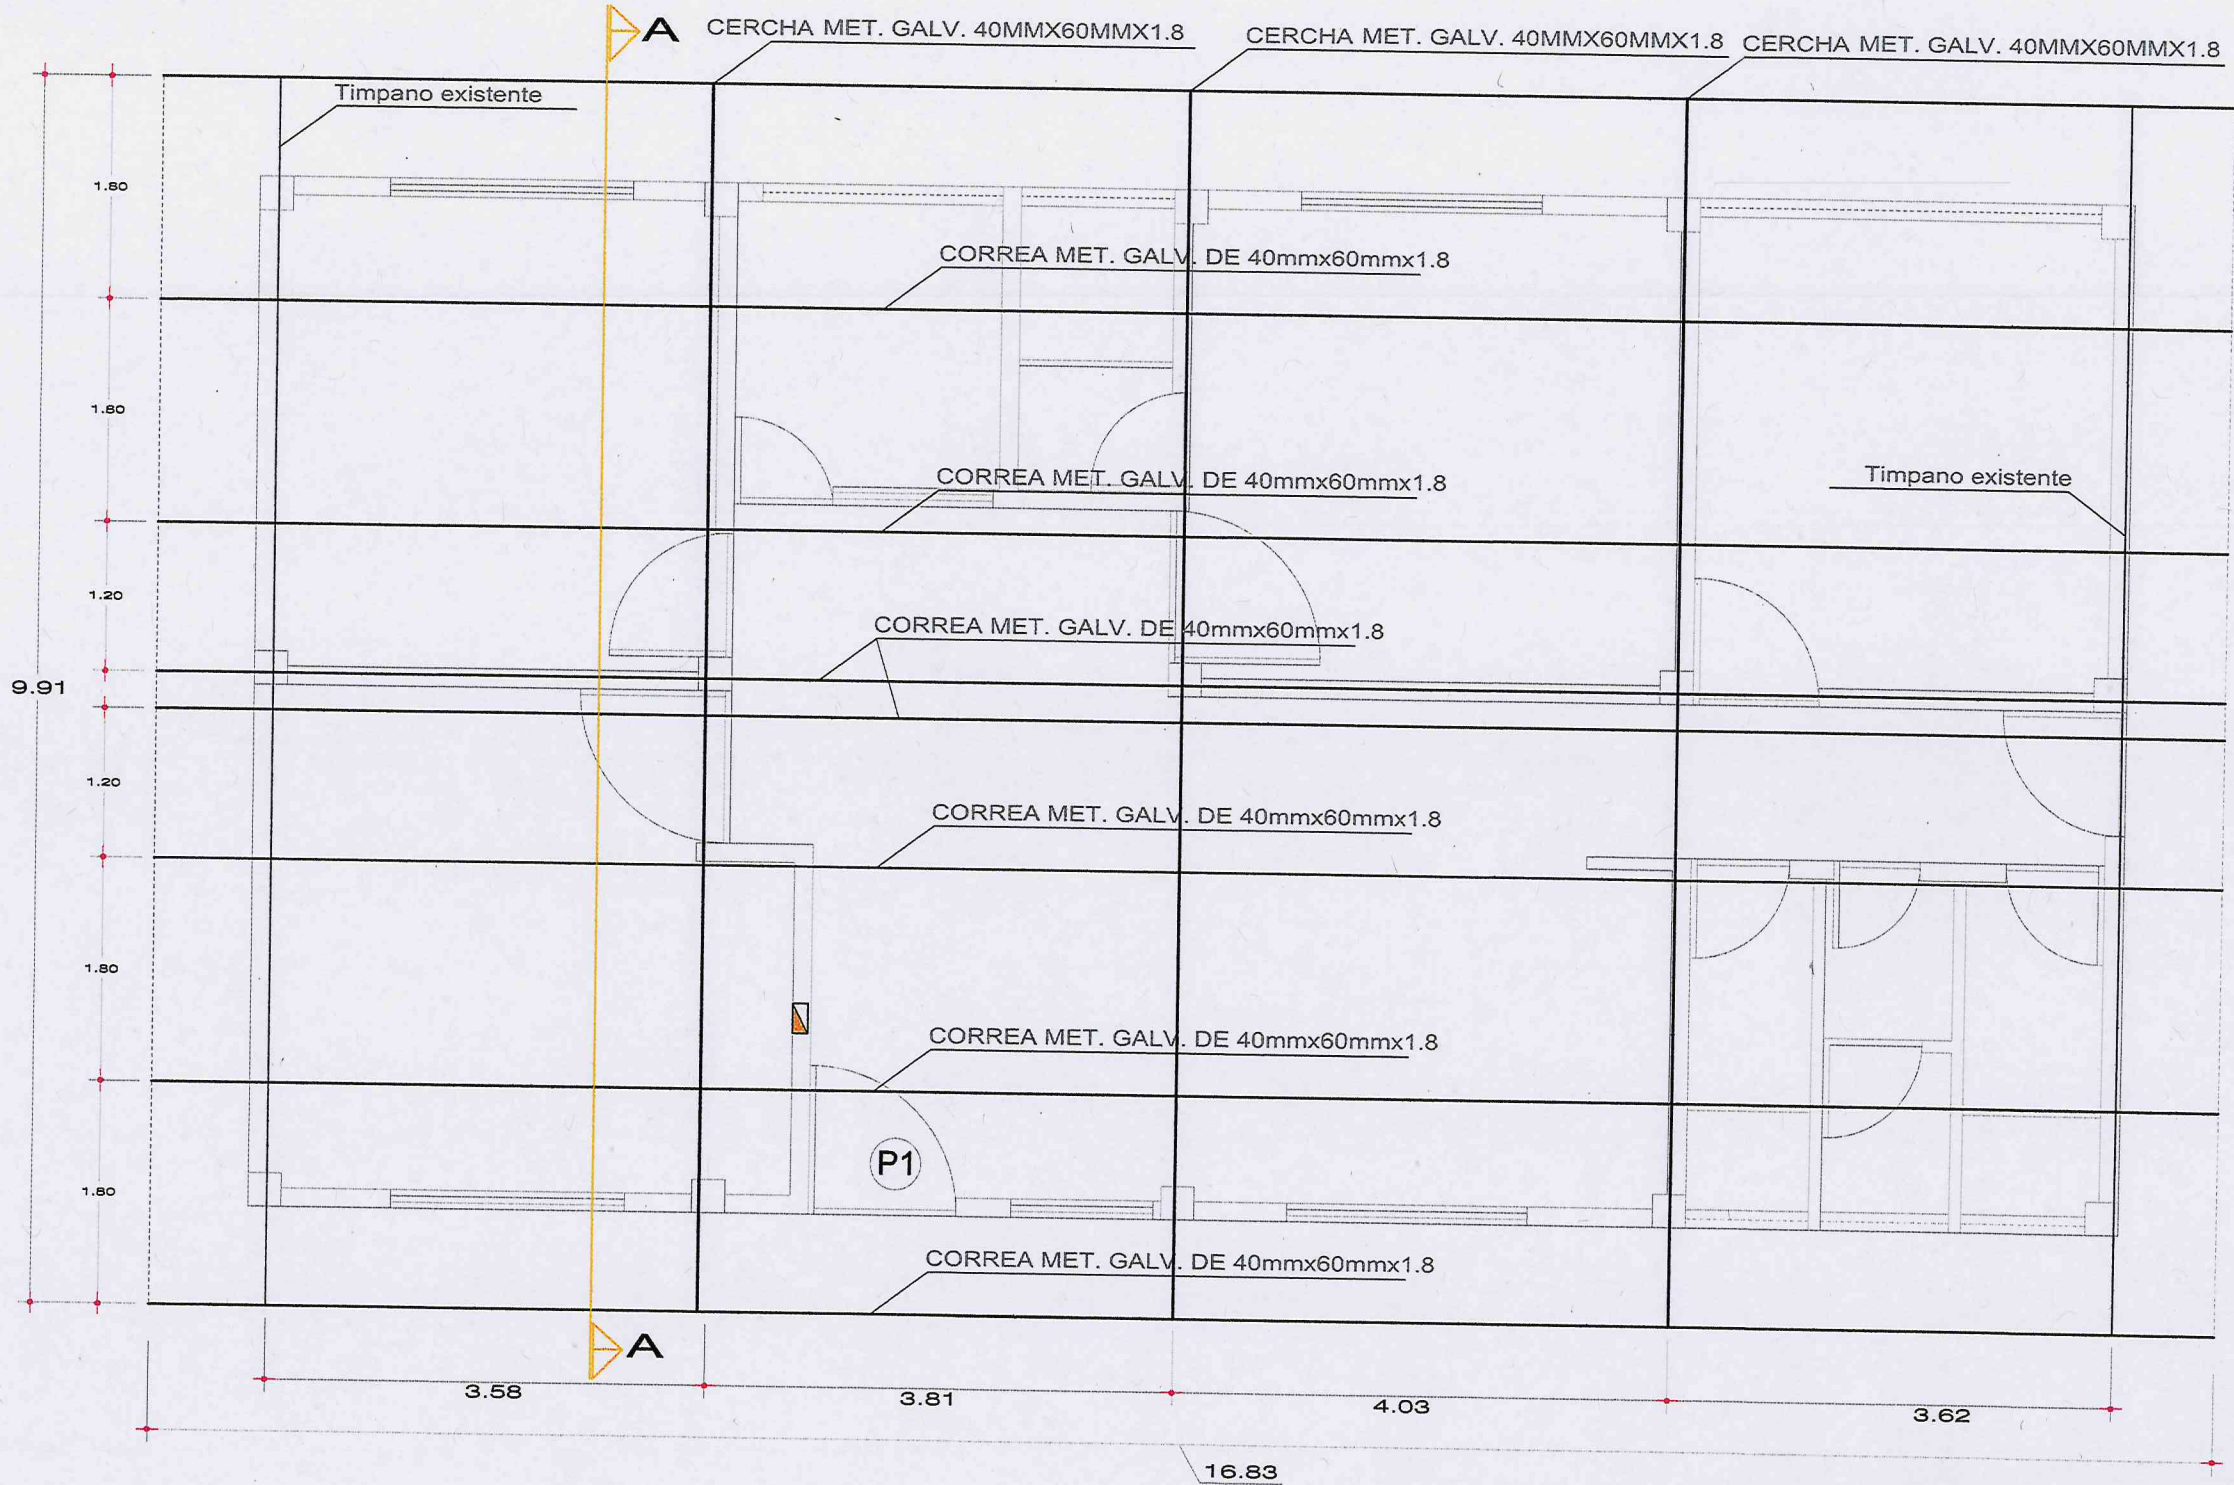 A
CERCHA MET. GALV. 40MMX60MMX1.8
CERCHA MET. GALV. 40MMX60MMX1.8
CERCHA MET. GALV. 40MMX60MMX1.8
Timpano existente
1.80
CORREA MET. GALV. DE 40mmx60mmx1.8
1.80
CORREA MET. GALV. DE 40mmx60mmx1.8
Timpano existente
1.20
CORREA MET. GALV. DE 40mmx60mmx1.8
9.91
1.20
CORREA MET. GALV. DE 40mmx60mmx1.8
1.80
CORREA MET. GALV. DE 40mmx60mmx1.8
P1
1.80
CORREA MET. GALV. DE 40mmx60mmx1.8
A
3.58
3.81
4.03
3.62
16.83